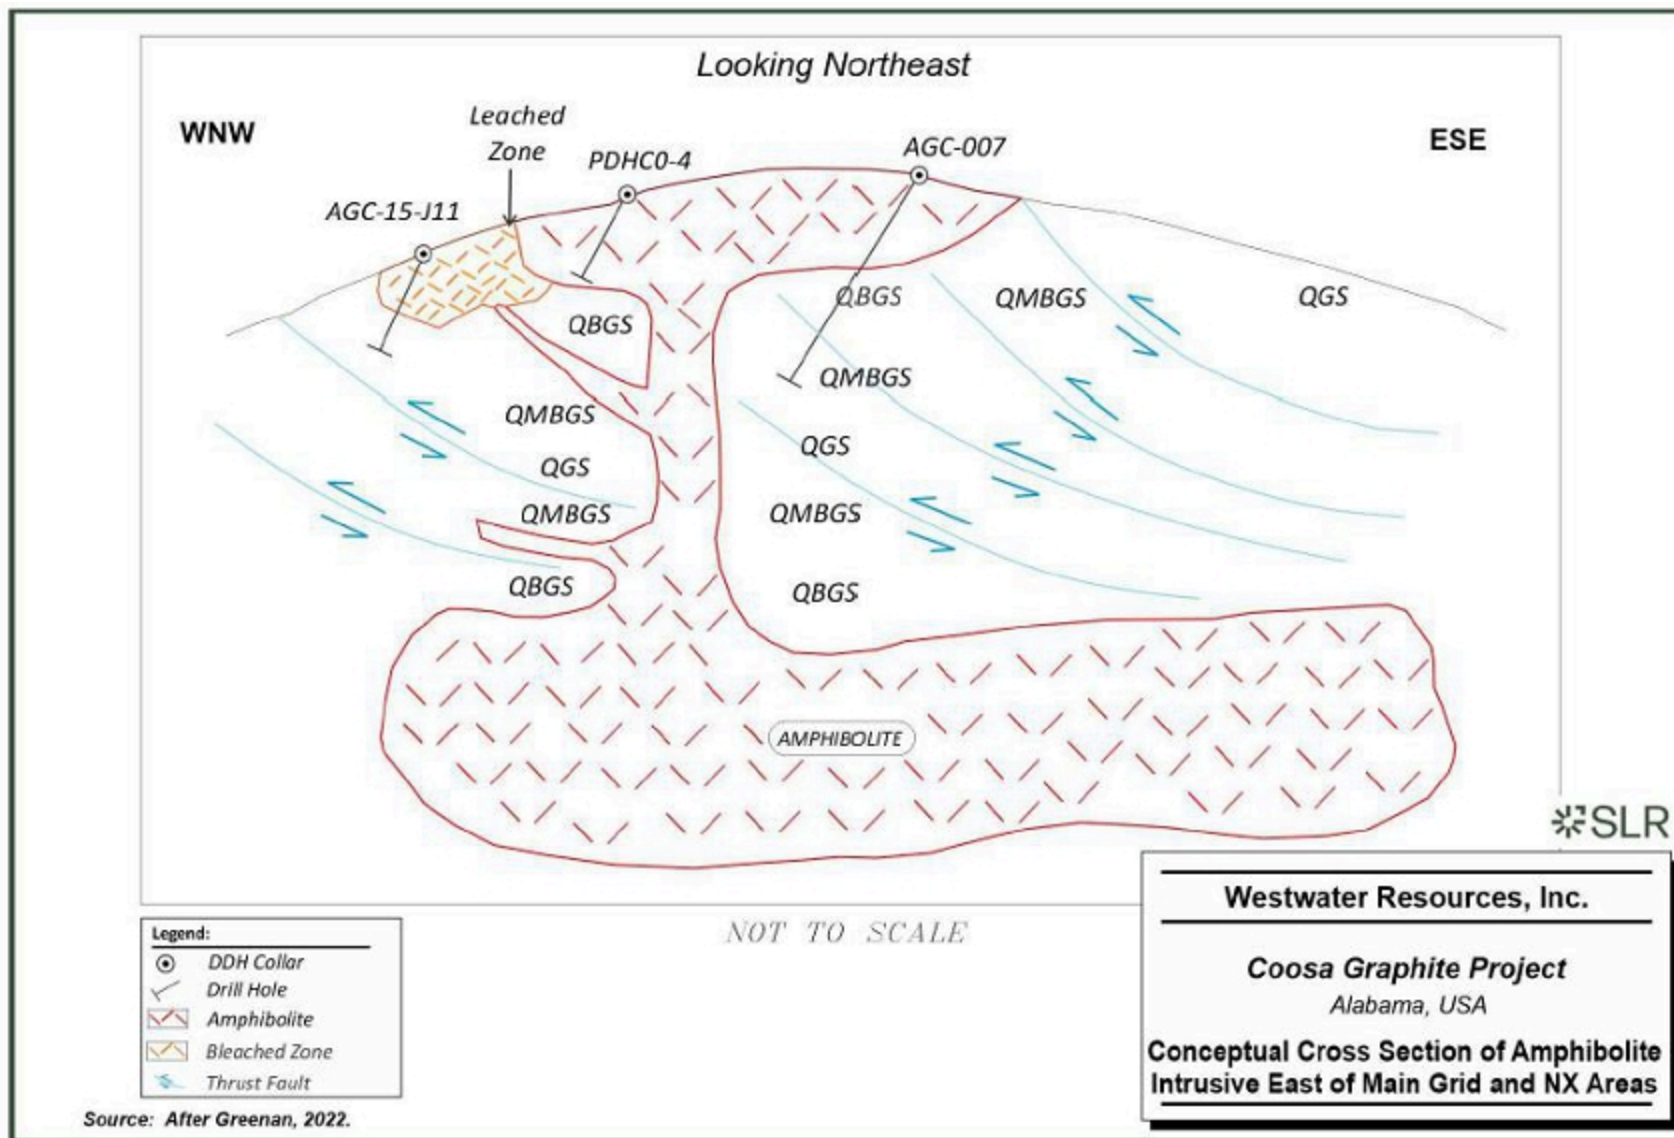 Looking Northeast
WNW
ESE
Leached
Zone
PDHC0-4
AGC-007
AGC-15-J11
QBGS
QMBGS
QGS
QBGS
QMBGS
QMBGS
QGS
QGS
QMBGS
QMBGS
QBGS
QBGS
AMPHIBOLITE
SLR
NOT TO SCALE
Legend:
DDH Collar
Drill Hole
Amphibolite
Bleached Zone
Thrust Fault
Source: After Greenan, 2022.
Westwater Resources, Inc.
Coosa Graphite Project
Alabama, USA
Conceptual Cross Section of Amphibolite
Intrusive East of Main Grid and NX Areas